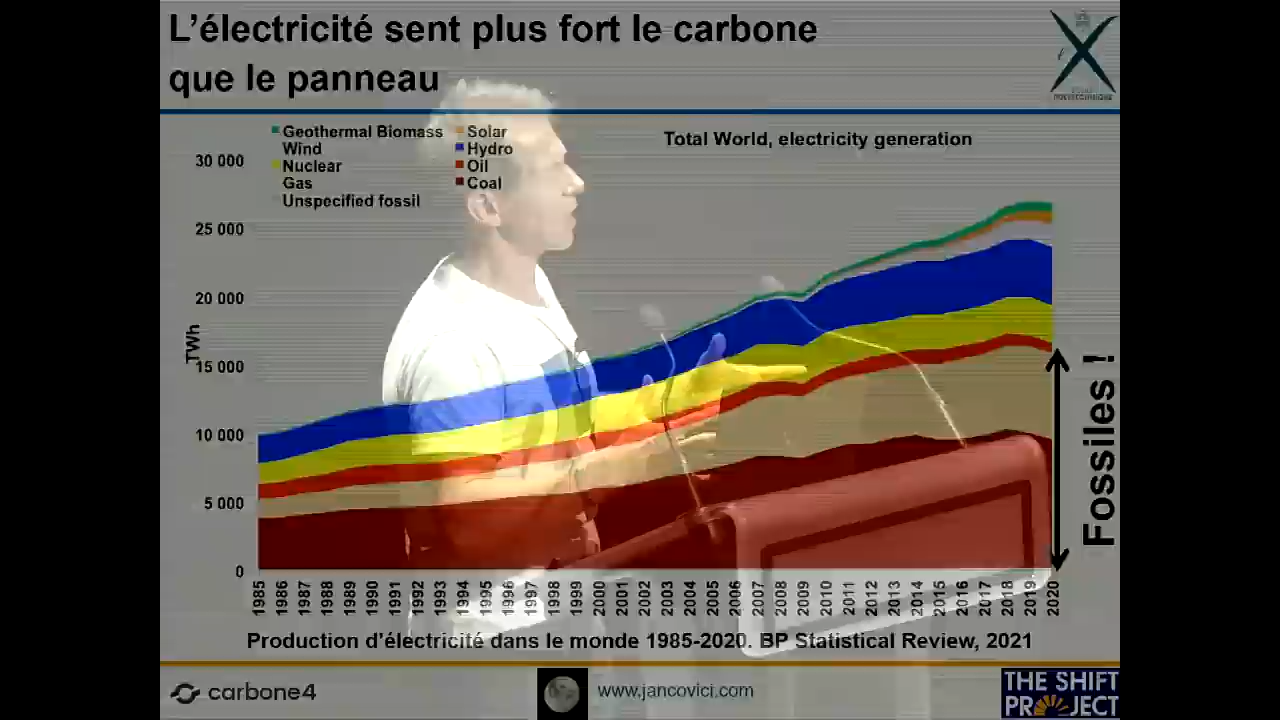 L'électricité sent plus fort le carbone
que le panneau
POLYTECHNIQUE
Geothermal Biomass
Solar
Wind
Hydro
Nuclear
Oil
Gas
Coal
Unspecified fossil
Total World, electricity generation
30 000
25 000
20 000
15 000
10 000
5 000
0
TWh
Fossiles !
1985 1986 1987 1988 1989 1990 1991 1992 1993 1994 1995 1996 1997 1998 1999 2000 2001 2002 2003 2004 2005 2006 2007 2008 2009 2010 2011 2012 2013 2014 2015 2016 2017 2018 2019 2020
Production d'électricité dans le monde 1985-2020. BP Statistical Review, 2021
carbone4
www.jancovici.com
THE SHIFT
PROJECT